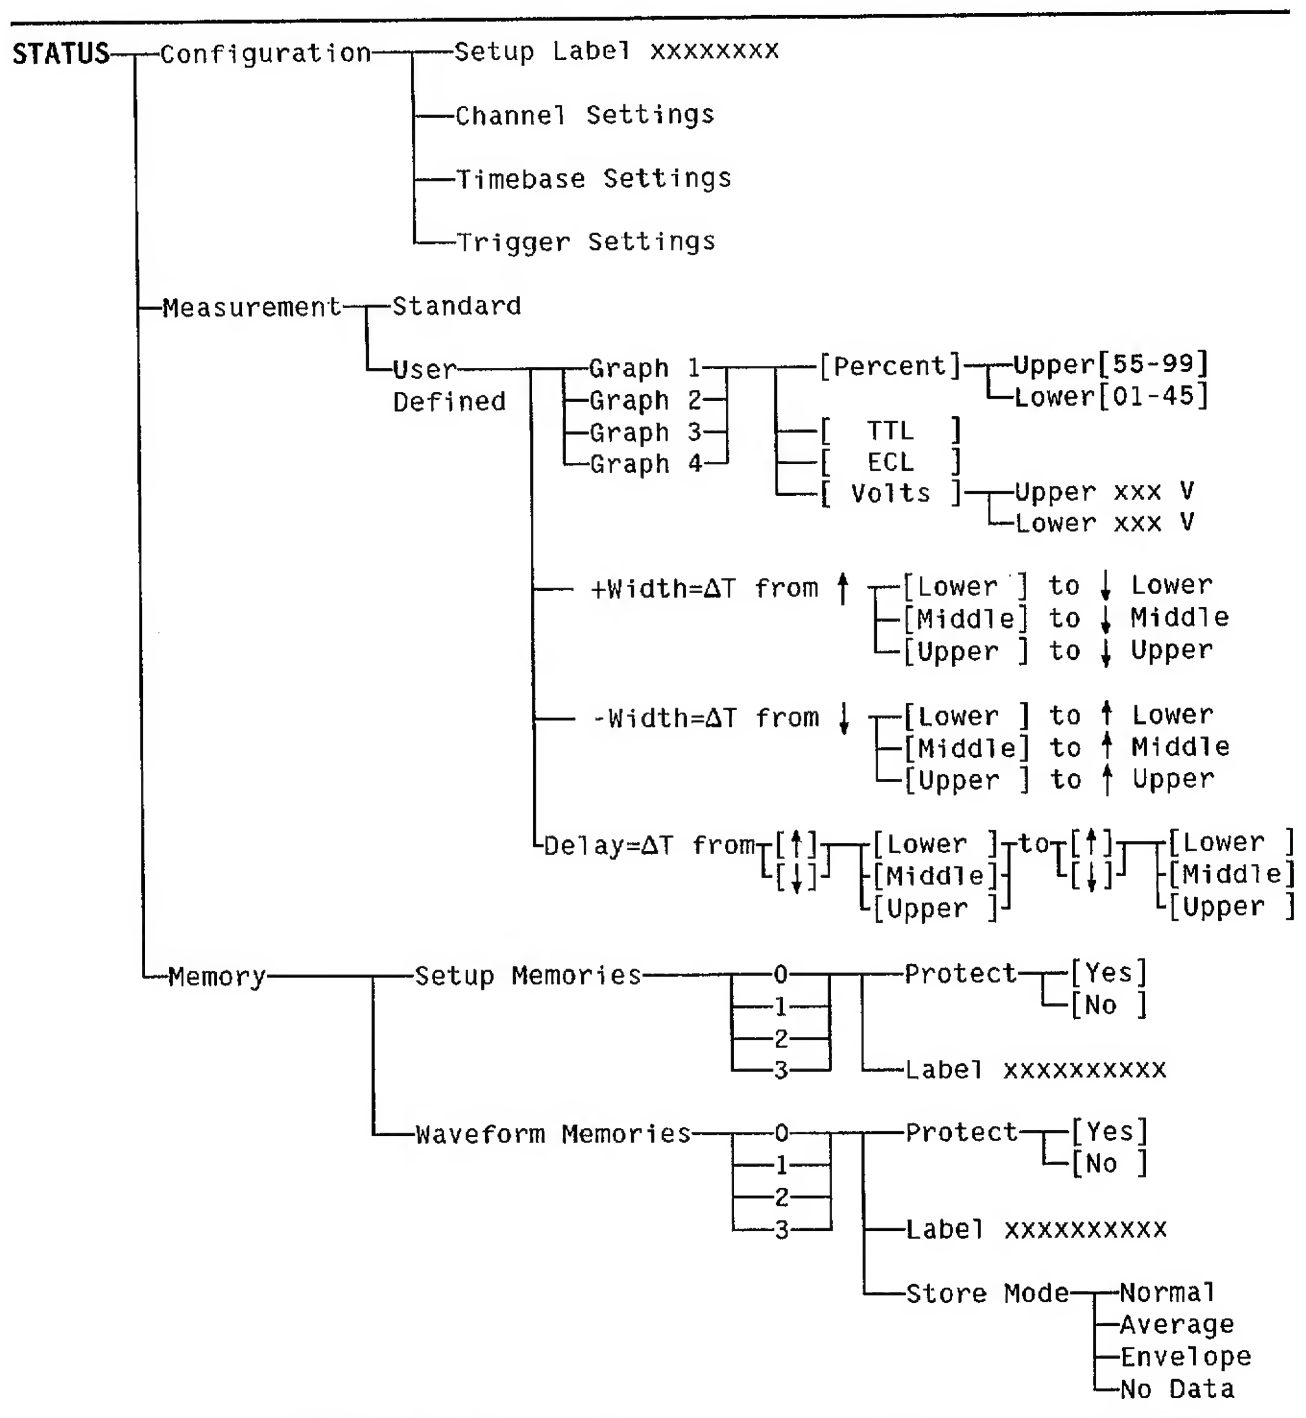 STATUS Configuration Setup Label xxxxxxxx
Channel Settings
Timebase Settings
Trigger Settings
Measurement Standard
User Defined
Graph 1 [Percent] Upper[55-99]
Graph 2 Lower[01-45]
Graph 3 [ TTL ]
Graph 4 [ ECL ]
[ Volts ] Upper xxx V
Lower xxx V
+Width=ΔT from ↑ [Lower ] to ↓ Lower
[Middle] to ↓ Middle
[Upper ] to ↓ Upper
-Width=ΔT from ↓ [Lower ] to ↑ Lower
[Middle] to ↑ Middle
[Upper ] to ↑ Upper
Delay=ΔT from [↑] [Lower ] to [↑] [Lower ]
[↓] [Middle] [↓] [Middle]
[Upper ] [Upper ]
Memory Setup Memories 0 Protect [Yes]
1 [No ]
2
3 Label xxxxxxxxxx
Waveform Memories 0 Protect [Yes]
1 [No ]
2
3 Label xxxxxxxxxx
Store Mode Normal
Average
Envelope
No Data